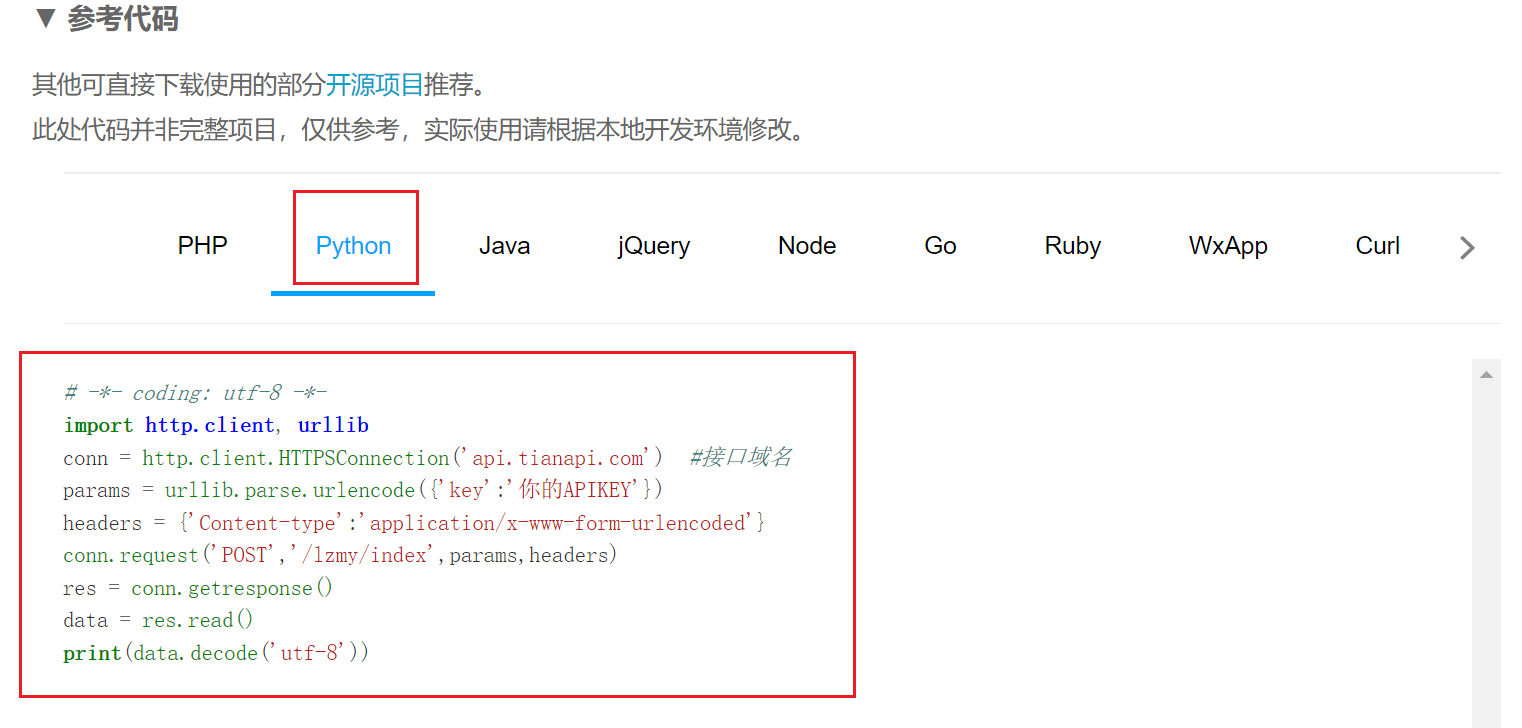 ▼ 参考代码
其他可直接下载使用的部分开源项目推荐。
此处代码并非完整项目，仅供参考，实际使用请根据本地开发环境修改。
PHP Python Java jQuery Node Go Ruby WxApp Curl
# -*- coding: utf-8 -*-
import http.client, urllib
conn = http.client.HTTPSConnection('api.tianapi.com')  #接口域名
params = urllib.parse.urlencode({'key':'你的APIKEY'})
headers = {'Content-type':'application/x-www-form-urlencoded'}
conn.request('POST','/lzmy/index',params,headers)
res = conn.getresponse()
data = res.read()
print(data.decode('utf-8'))